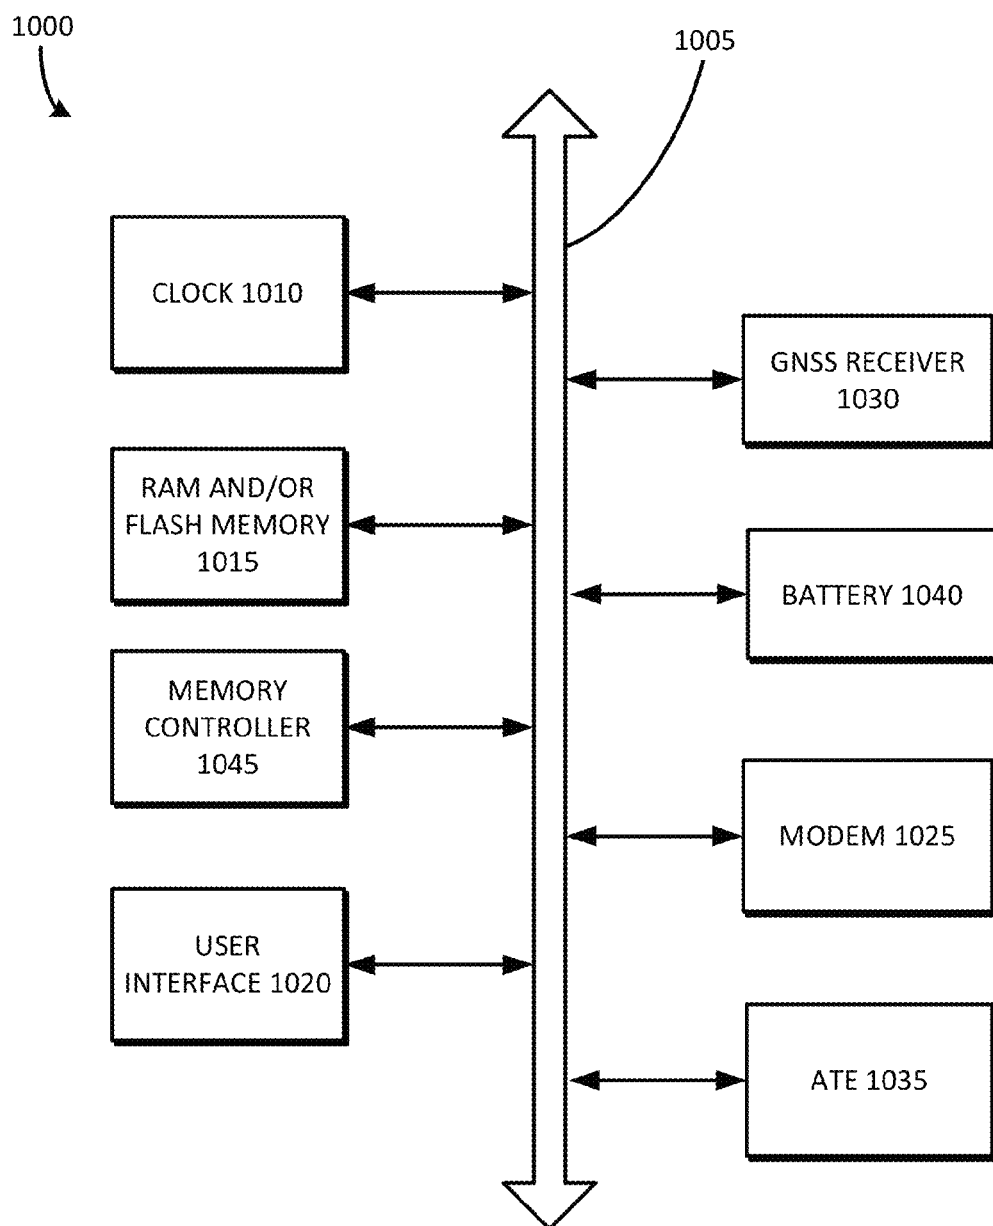 1000
1005
CLOCK 1010
GNSS RECEIVER
1030
RAM AND/OR
FLASH MEMORY
1015
BATTERY 1040
MEMORY
CONTROLLER
1045
MODEM 1025
USER
INTERFACE 1020
ATE 1035